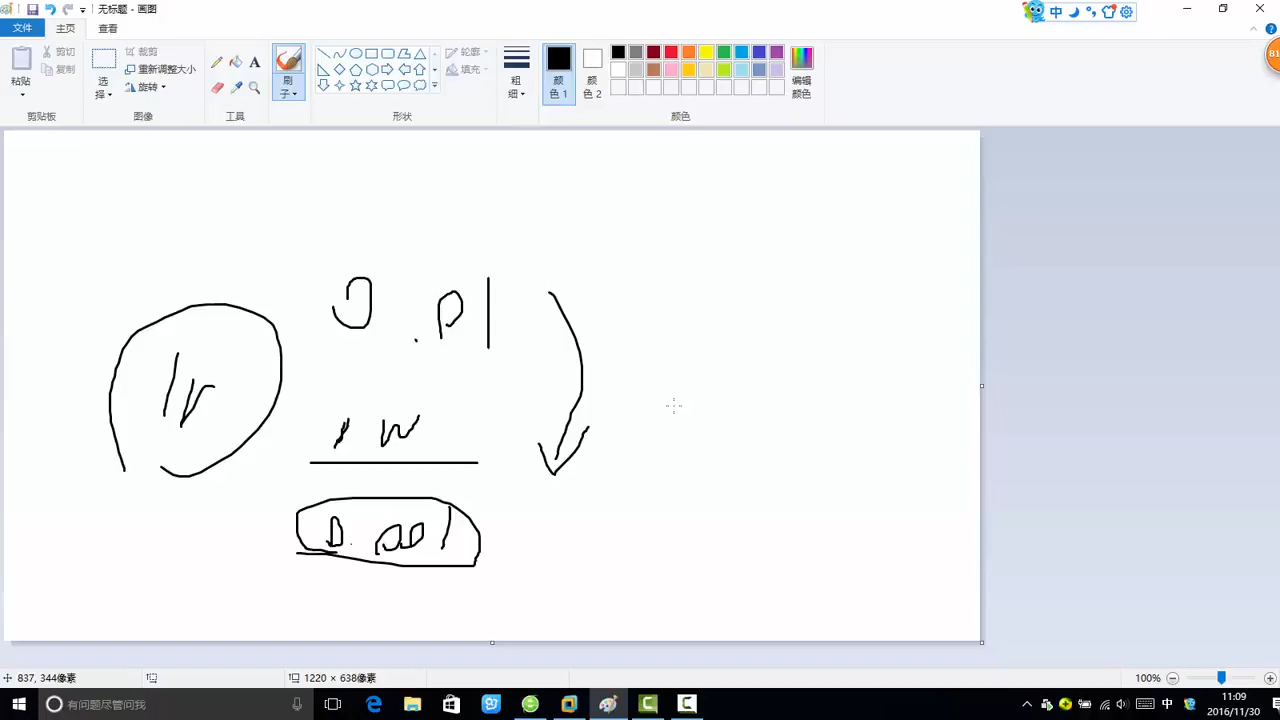 无标题 - 画图
文件 主页 查看
粘贴 剪切 复制 选择 裁剪 重新调整大小 旋转 刷子 轮廓 填充 粗细 颜色 1 颜色 2 编辑颜色
剪贴板 图像 工具 形状 颜色
中
81
0.01
0.001
837, 344像素 1220 × 638像素 100%
有问题尽管问我 中 11:09
2016/11/30